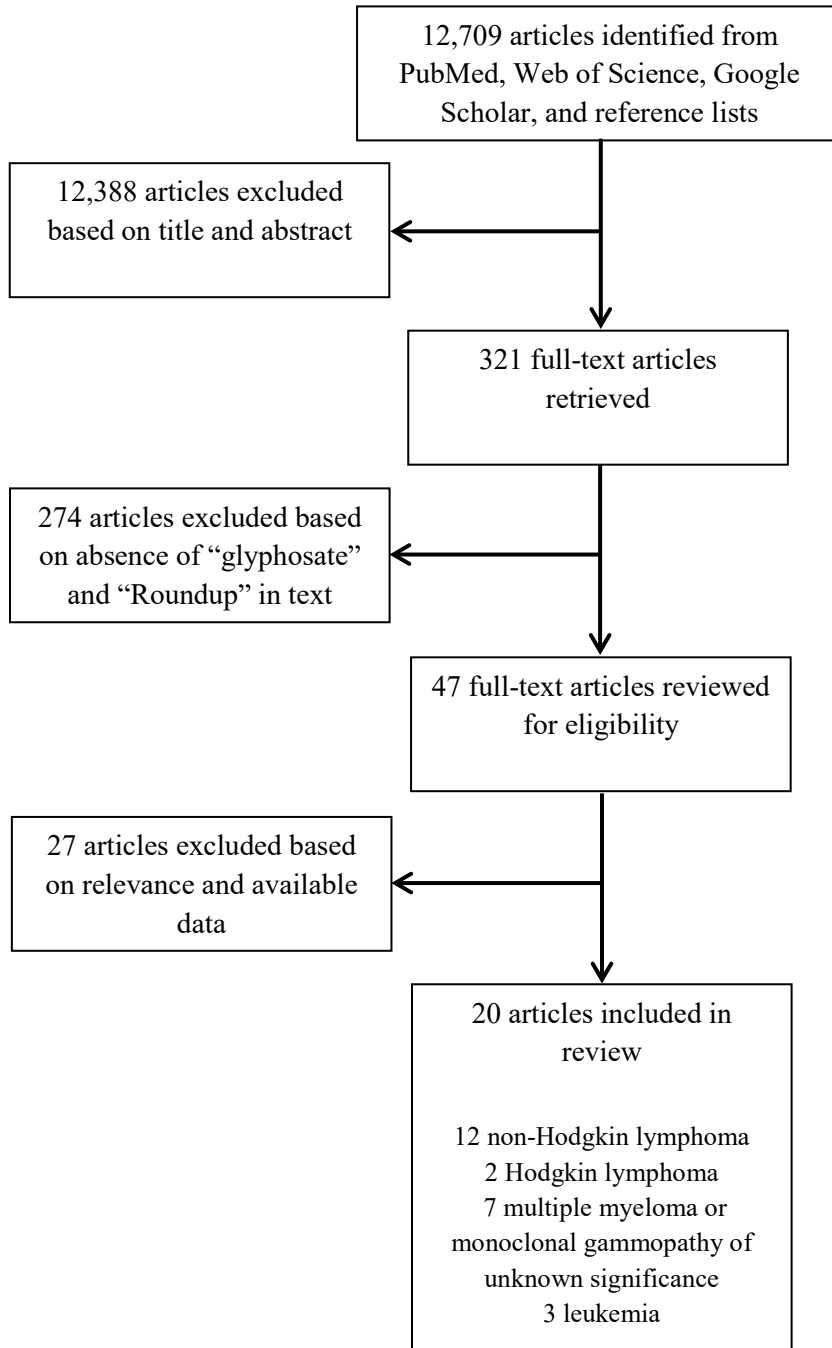 12,709 articles identified from
PubMed, Web of Science, Google
Scholar, and reference lists
12,388 articles excluded
based on title and abstract
321 full-text articles
retrieved
274 articles excluded based
on absence of “glyphosate”
and “Roundup” in text
47 full-text articles reviewed
for eligibility
27 articles excluded based
on relevance and available
data
20 articles included in
review
12 non-Hodgkin lymphoma
2 Hodgkin lymphoma
7 multiple myeloma or
monoclonal gammopathy of
unknown significance
3 leukemia